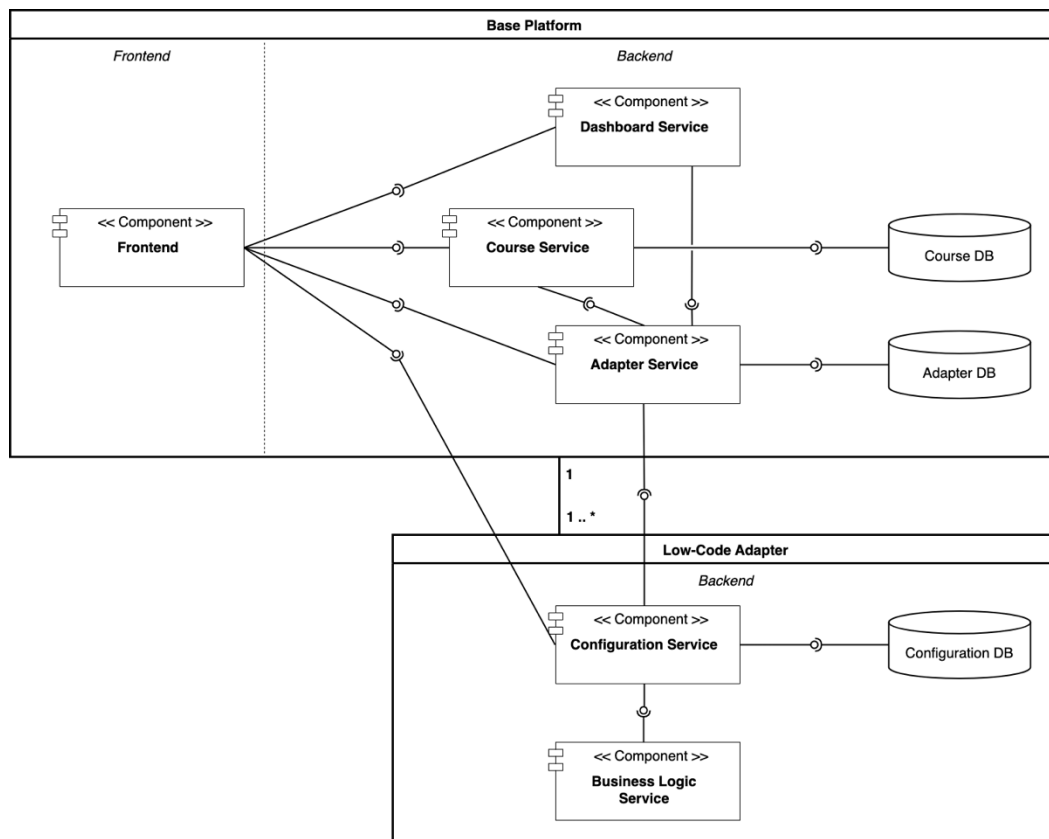 Base Platform
Frontend
Backend
<< Component >>
Dashboard Service
<< Component >>
Frontend
<< Component >>
Course Service
Course DB
<< Component >>
Adapter Service
Adapter DB
1
1 .. *
Low-Code Adapter
Backend
<< Component >>
Configuration Service
Configuration DB
<< Component >>
Business Logic
Service